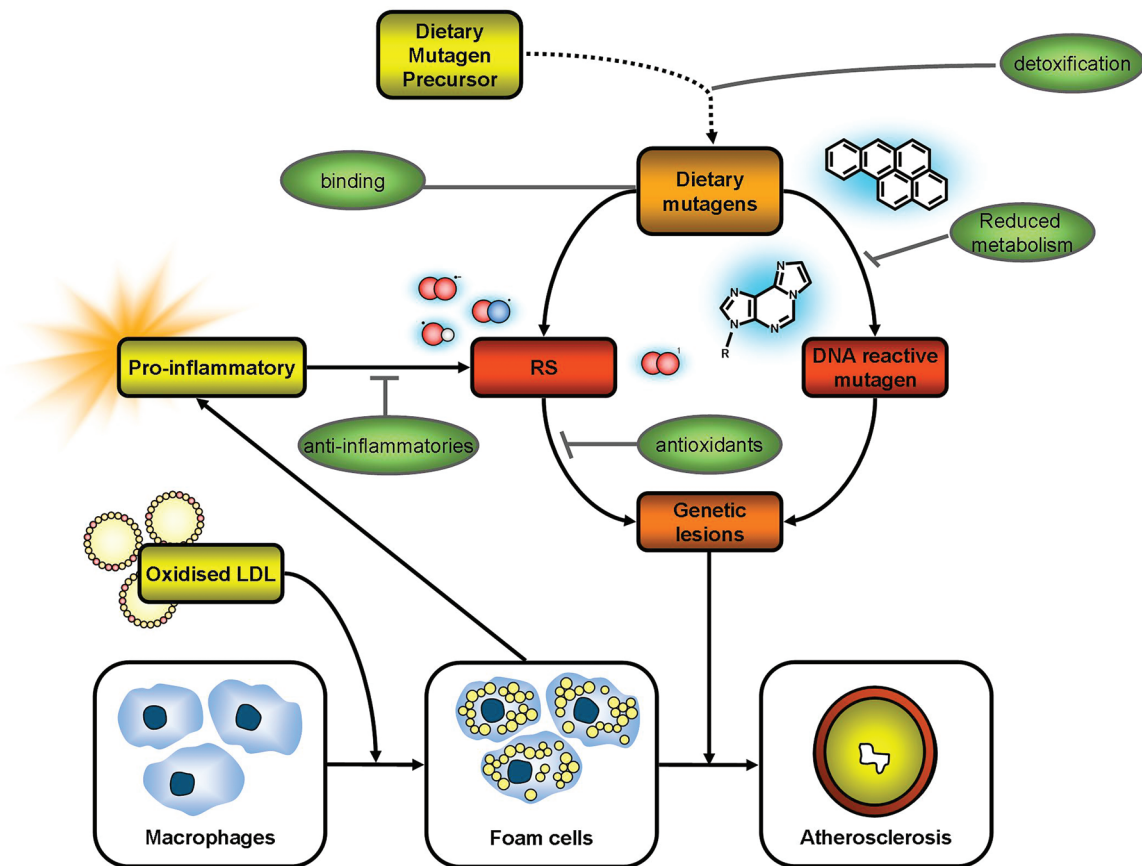 Dietary
Mutagen
Precursor
detoxification
binding
Dietary
mutagens
Reduced
metabolism
N
N
N
N
N
R
•−
•
•
1
Pro-inflammatory
RS
DNA reactive
mutagen
anti-inflammatories
antioxidants
Genetic
lesions
Oxidised LDL
Macrophages
Foam cells
Atherosclerosis